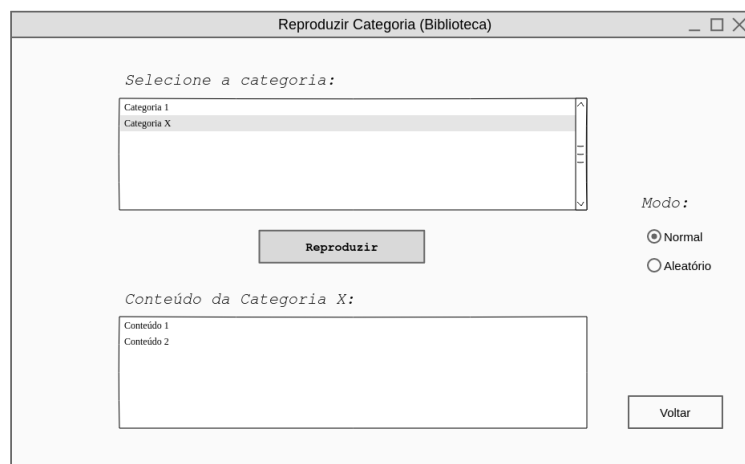 Reproduzir Categoria (Biblioteca)
Selecione a categoria:
Categoria 1
Categoria X
Modo:
Normal
Aleatório
Reproduzir
Conteúdo da Categoria X:
Conteúdo 1
Conteúdo 2
Voltar